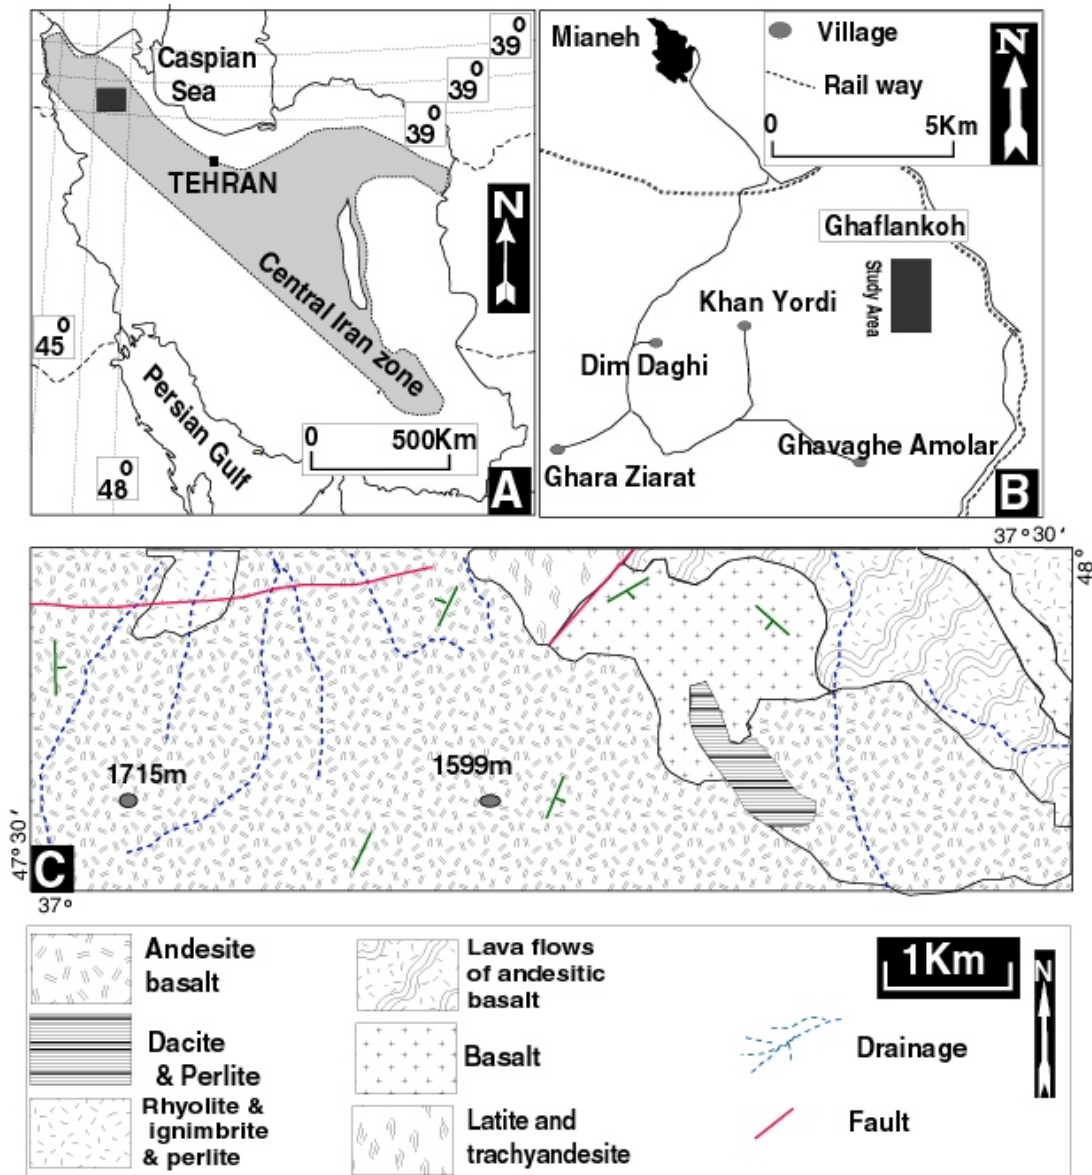 Caspian
Sea
39°
39°
39°
TEHRAN
N
Central Iran zone
45°
Persian Gulf
0 500Km
48°
A
Mianeh
Village
Rail way
0 5Km
N
Ghaflankoh
Study Area
Khan Yordi
Dim Daghi
Ghavaghe Amolar
Ghara Ziarat
B
37°30'
48°
1715m
1599m
47°30'
C
37°
Andesite
basalt
Dacite
& Perlite
Rhyolite &
ignimbrite
& perlite
Lava flows
of andesitic
basalt
Basalt
Latite and
trachyandesite
1Km
N
Drainage
Fault